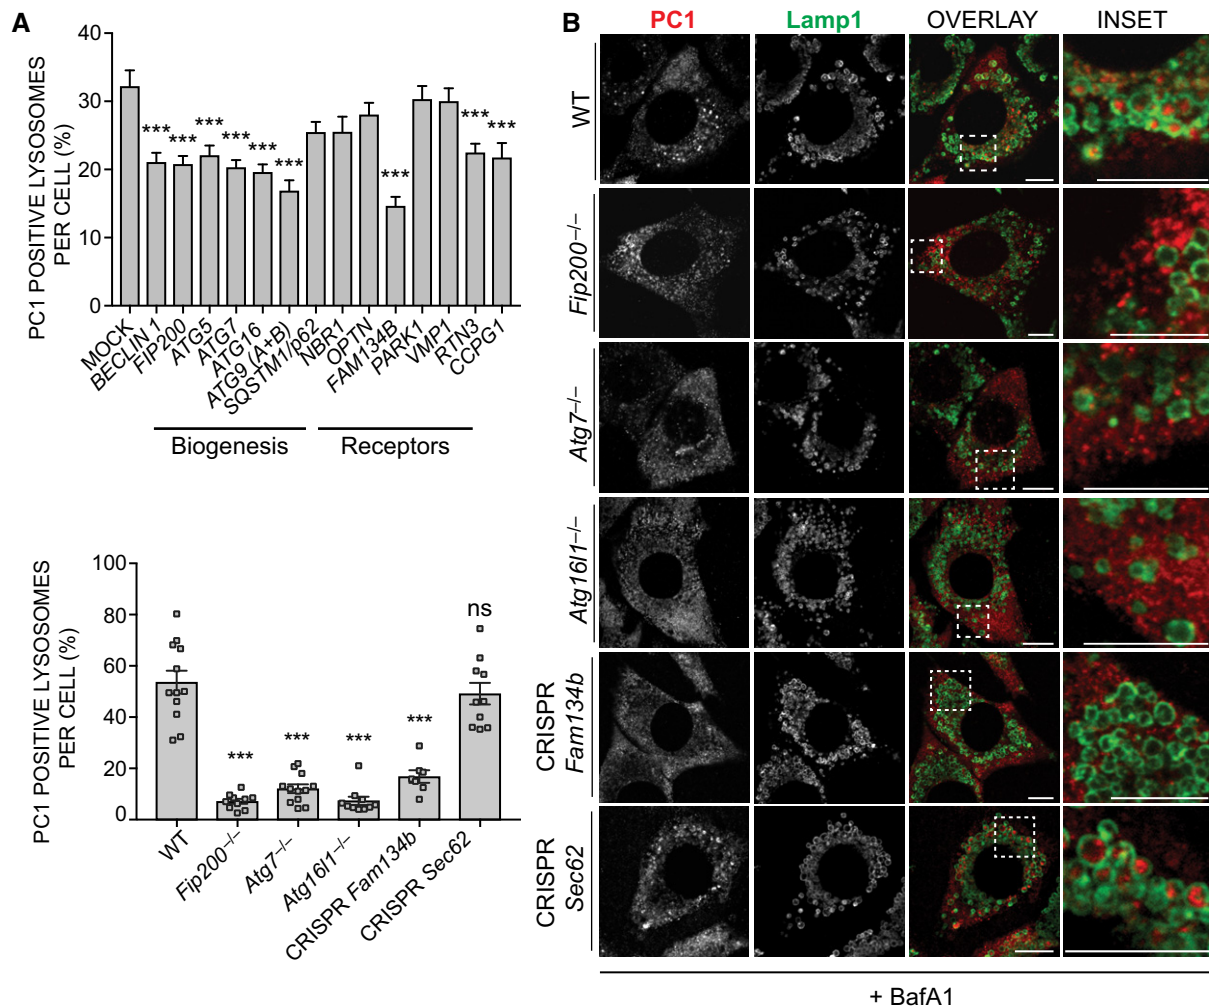 A
PC1 POSITIVE LYSOSOMES
PER CELL (%)
40
30
20
10
0
***
***
***
***
***
***
***
***
***
MOCK
BECLIN 1
FIP200
ATG5
ATG7
ATG16
ATG9 (A+B)
SQSTM1/p62
NBR1
OPTN
FAM134B
PARK1
VMP1
RTN3
CCPG1
Biogenesis
Receptors
PC1 POSITIVE LYSOSOMES
PER CELL (%)
100
80
60
40
20
0
***
***
***
***
ns
WT
Fip200–/–
Atg7–/–
Atg16l1–/–
CRISPR Fam134b
CRISPR Sec62
B
PC1
Lamp1
OVERLAY
INSET
WT
Fip200–/–
Atg7–/–
Atg16l1–/–
CRISPR
Fam134b
CRISPR
Sec62
+ BafA1